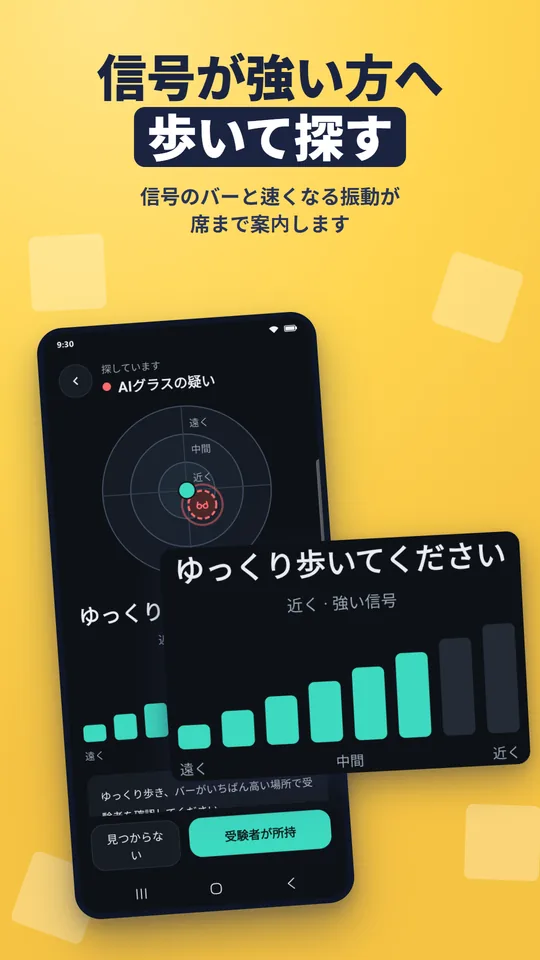 信号が強い方へ
歩いて探す
信号のバーと速くなる振動が
席まで案内します
9:30
探しています
AIグラスの疑い
遠く
中間
近く
ゆっくり歩いてください
近く · 強い信号
遠く
中間
近く
ゆっくり
遠く
ゆっくり歩き、バーがいちばん高い場所で受
験者を確認してください
見つからな
い
受験者が所持